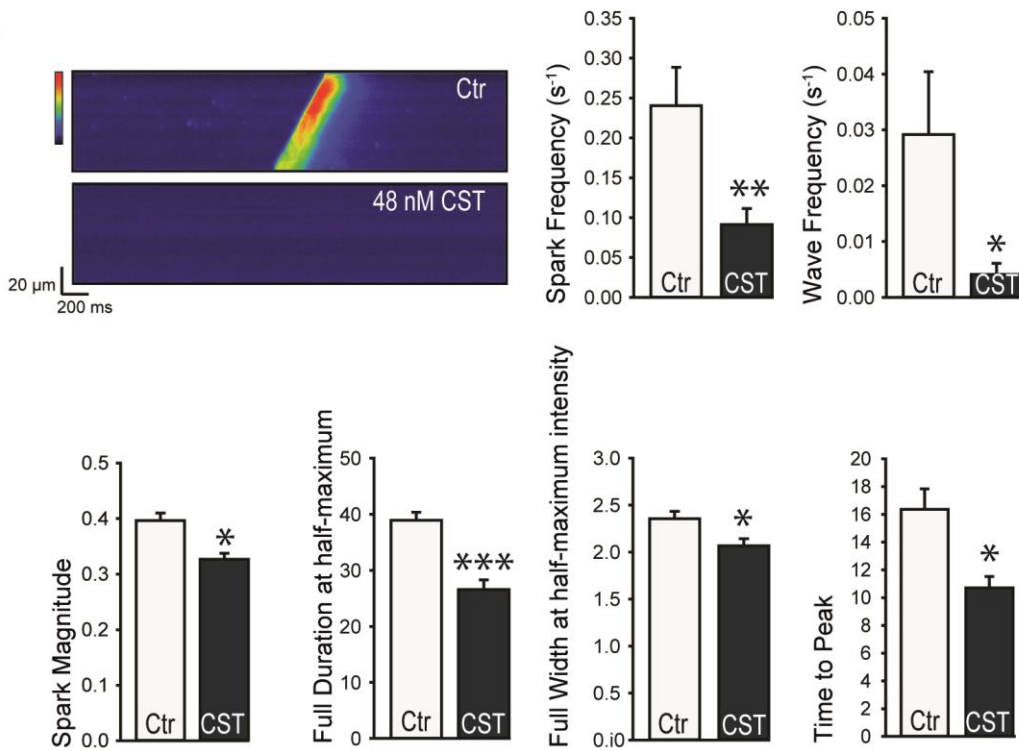 Ctr
48 nM CST
20 µm
200 ms
Spark Frequency (s⁻¹)
0.35
0.30
0.25
0.20
0.15
0.10
0.05
0.00
**
Ctr
CST
Wave Frequency (s⁻¹)
0.05
0.04
0.03
0.02
0.01
0.00
*
Ctr
CST
Spark Magnitude
0.5
0.4
0.3
0.2
0.1
0.0
*
Ctr
CST
Full Duration at half-maximum
50
40
30
20
10
0
***
Ctr
CST
Full Width at half-maximum intensity
3.0
2.5
2.0
1.5
1.0
0.5
0.i0
*
Ctr
CST
Time to Peak
20
18
16
14
12
10
8
6
4
2
0
*
Ctr
CST